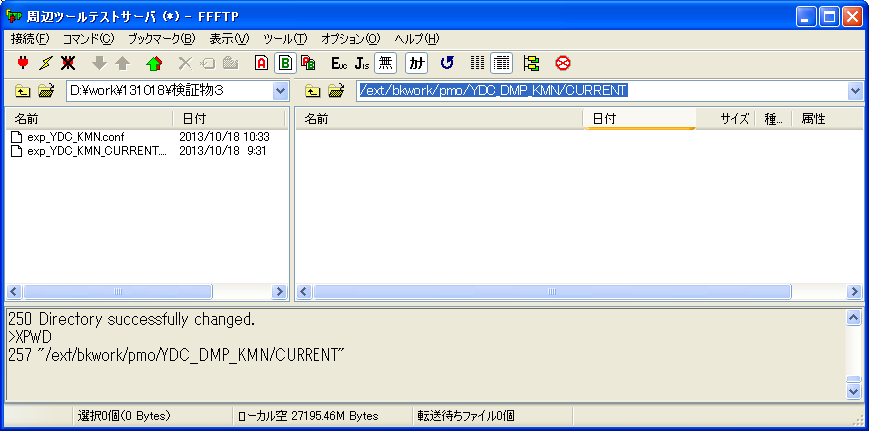 周辺ツールテストサーバ (*) - FFFTP
接続(F) コマンド(C) ブックマーク(B) 表示(V) ツール(T) オプション(O) ヘルプ(H)
A B EUC JIS 無 カナ
D:¥work¥131018¥検証物3 /ext/bkwork/pmo/YDC_DMP_KMN/CURRENT
名前 日付 名前 日付 サイズ 種... 属性
exp_YDC_KMN.conf 2013/10/18 10:33
exp_YDC_KMN_CURRENT.... 2013/10/18 9:31
250 Directory successfully changed.
>XPWD
257 "/ext/bkwork/pmo/YDC_DMP_KMN/CURRENT"
選択0個(0 Bytes) ローカル空 27195.46M Bytes 転送待ちファイル0個